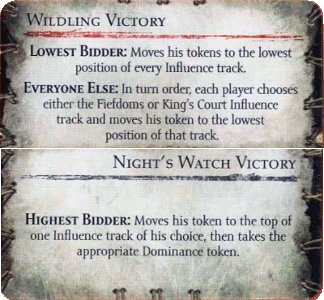 WILDLING VICTORY
LOWEST BIDDER: Moves his tokens to the lowest
position of every Influence track.
EVERYONE ELSE: In turn order, each player chooses
either the Fiefdoms or King's Court Influence
track and moves his token to the lowest
position of that track.
NIGHT'S WATCH VICTORY
HIGHEST BIDDER: Moves his token to the top of
one Influence track of his choice, then takes the
appropriate Dominance token.